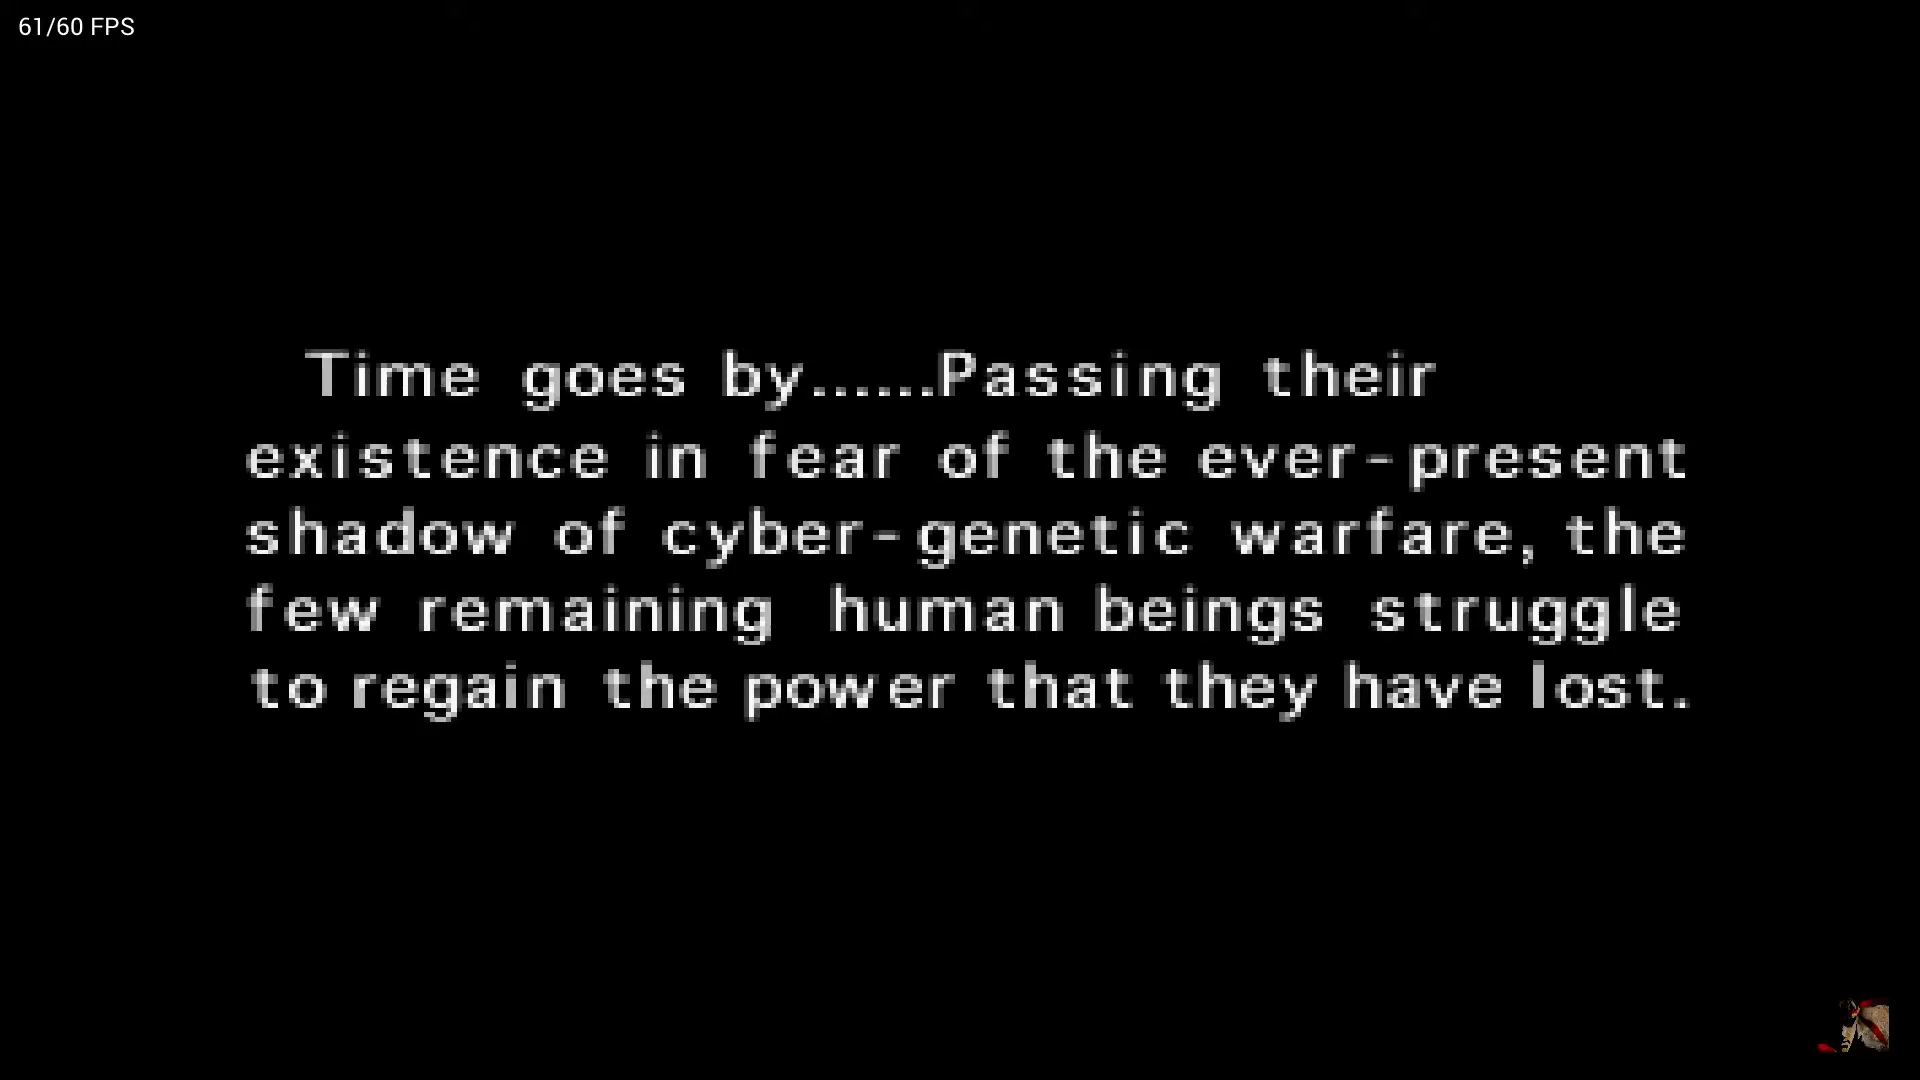 61/60 FPS
Time goes by......Passing their
existence in fear of the ever-present
shadow of cyber-genetic warfare, the
few remaining human beings struggle
to regain the power that they have lost.